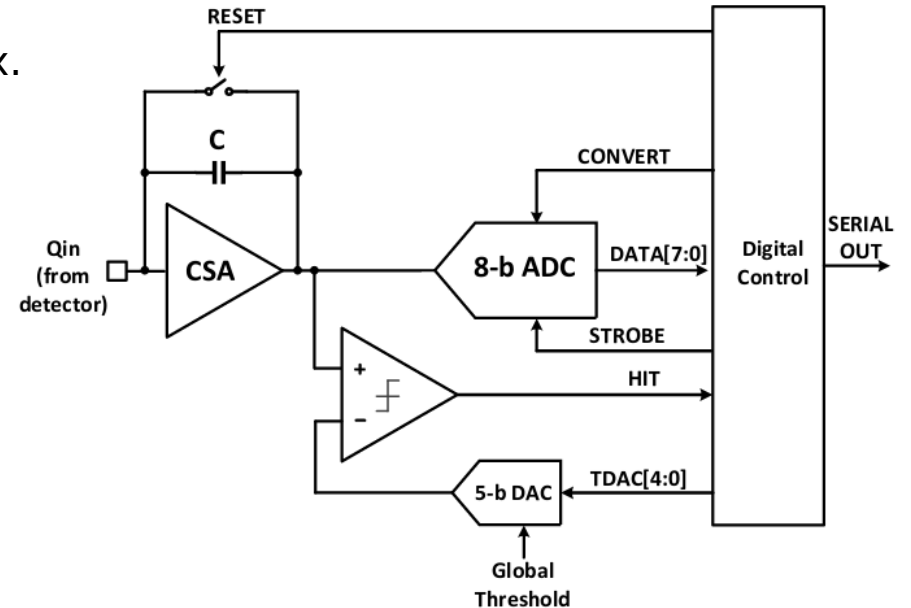 RESET
x.
C
CONVERT
Qin
(from
detector)
CSA
8-b ADC
DATA[7:0]
Digital
Control
SERIAL
OUT
STROBE
HIT
+
−
5-b DAC
TDAC[4:0]
Global
Threshold